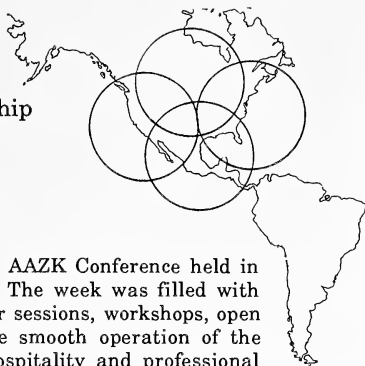 hip
AAZK Conference held in
The week was filled with
r sessions, workshops, open
e smooth operation of the
ospitality and professional